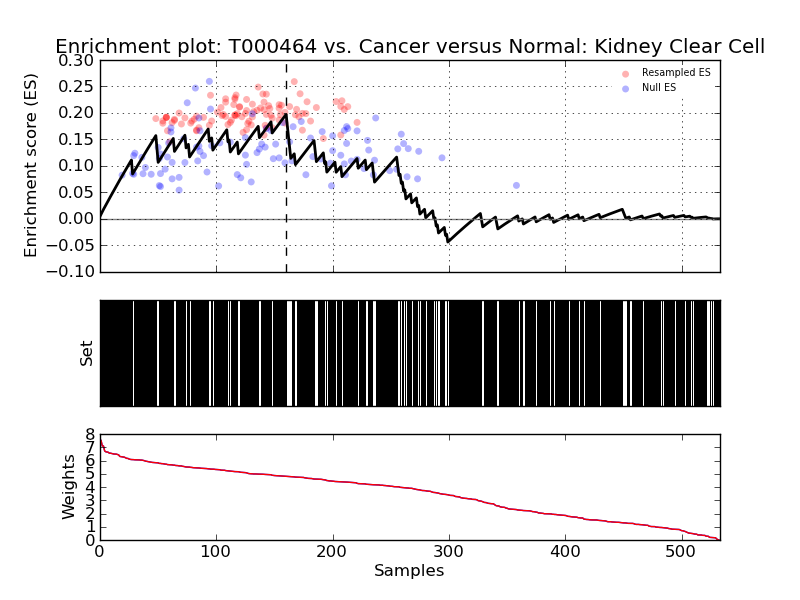 Enrichment plot: T000464 vs. Cancer versus Normal: Kidney Clear Cell
Enrichment score (ES)
0.30
0.25
0.20
0.15
0.10
0.05
0.00
−0.05
−0.10
Resampled ES
Null ES
Set
Weights
8
7
6
5
4
3
2
1
0
0 100 200 300 400 500
Samples